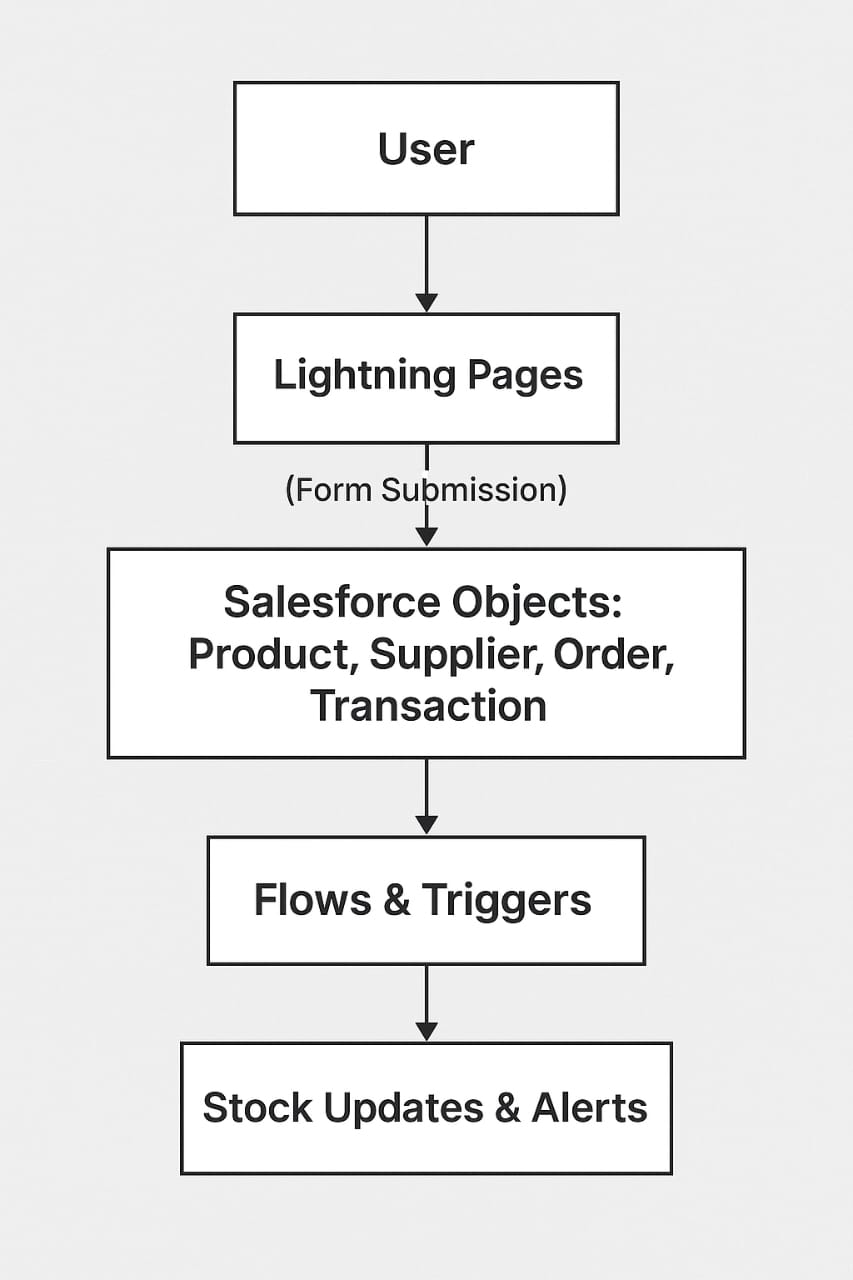 User
Lightning Pages
(Form Submission)
Salesforce Objects:
Product, Supplier, Order,
Transaction
Flows & Triggers
Stock Updates & Alerts